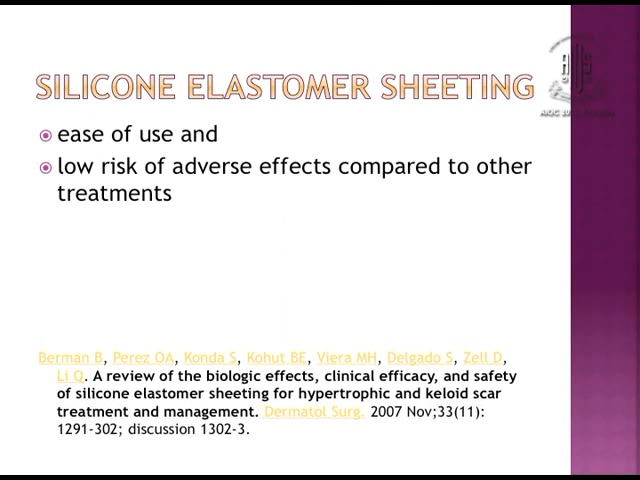 SILICONE ELASTOMER SHEETING
ease of use and
low risk of adverse effects compared to other
treatments
Berman B, Perez OA, Konda S, Kohut BE, Viera MH, Delgado S, Zell D,
Li Q. A review of the biologic effects, clinical efficacy, and safety
of silicone elastomer sheeting for hypertrophic and keloid scar
treatment and management. Dermatol Surg. 2007 Nov;33(11):
1291-302; discussion 1302-3.